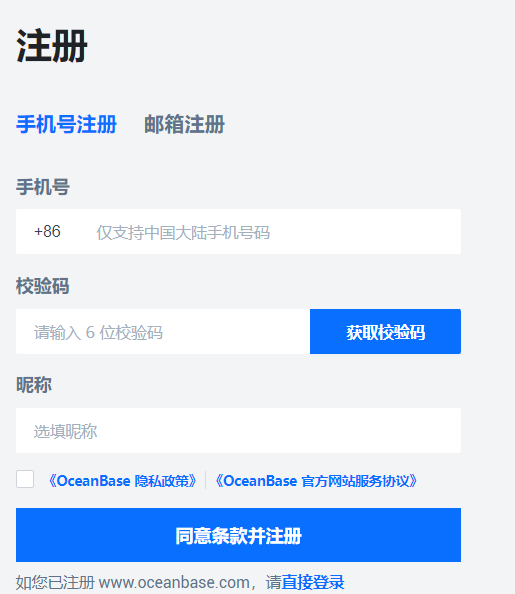 注册
手机号注册 邮箱注册
手机号
+86 仅支持中国大陆手机号码
校验码
请输入 6 位校验码 获取校验码
昵称
选填昵称
《OceanBase 隐私政策》 《OceanBase 官方网站服务协议》
同意条款并注册
如您已注册 www.oceanbase.com，请直接登录